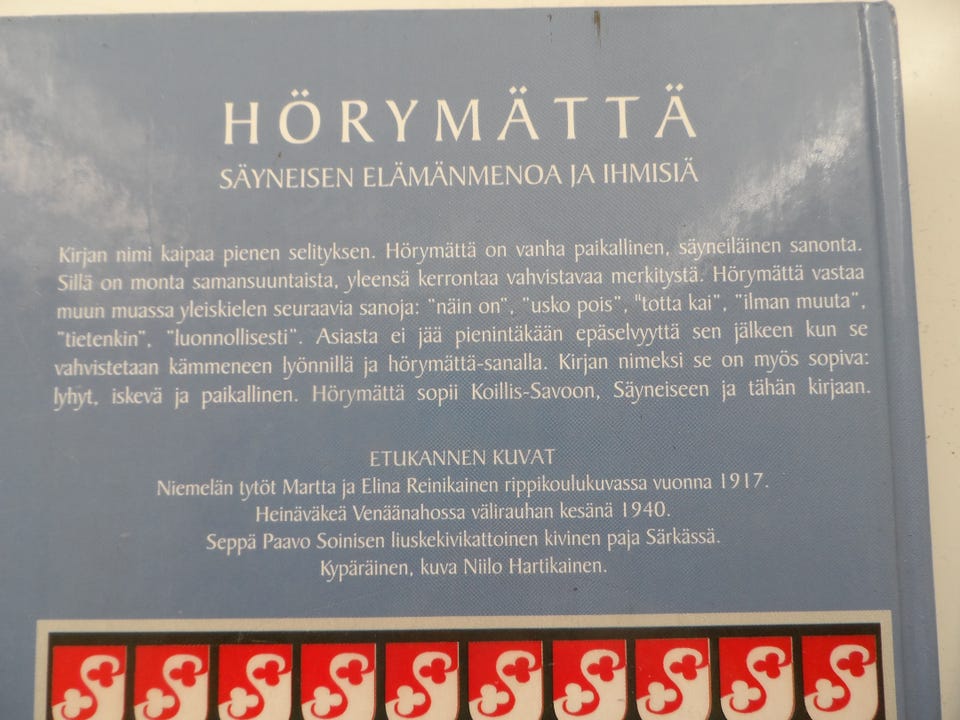 HÖRYMÄTTÄ
SÄYNEISEN ELÄMÄNMENOA JA IHMISIÄ
Kirjan nimi kaipaa pienen selityksen. Hörymättä on vanha paikallinen, säyneiläinen sanonta.
Sillä on monta samansuuntaista, yleensä kerrontaa vahvistavaa merkitystä. Hörymättä vastaa
muun muassa yleiskielen seuraavia sanoja: "näin on", "usko pois", "totta kai", "ilman muuta",
"tietenkin", "luonnollisesti". Asiasta ei jää pienintäkään epäselvyyttä sen jälkeen kun se
vahvistetaan kämmeneen lyönnillä ja hörymättä-sanalla. Kirjan nimeksi se on myös sopiva:
lyhyt, iskevä ja paikallinen. Hörymättä sopii Koillis-Savoon, Säyneiseen ja tähän kirjaan.
ETUKANNEN KUVAT
Niemelän tytöt Martta ja Elina Reinikainen rippikoulukuvassa vuonna 1917.
Heinäväkeä Venäänahossa välirauhan kesänä 1940.
Seppä Paavo Soinisen liuskekivikattoinen kivinen paja Särkässä.
Kypäräinen, kuva Niilo Hartikainen.